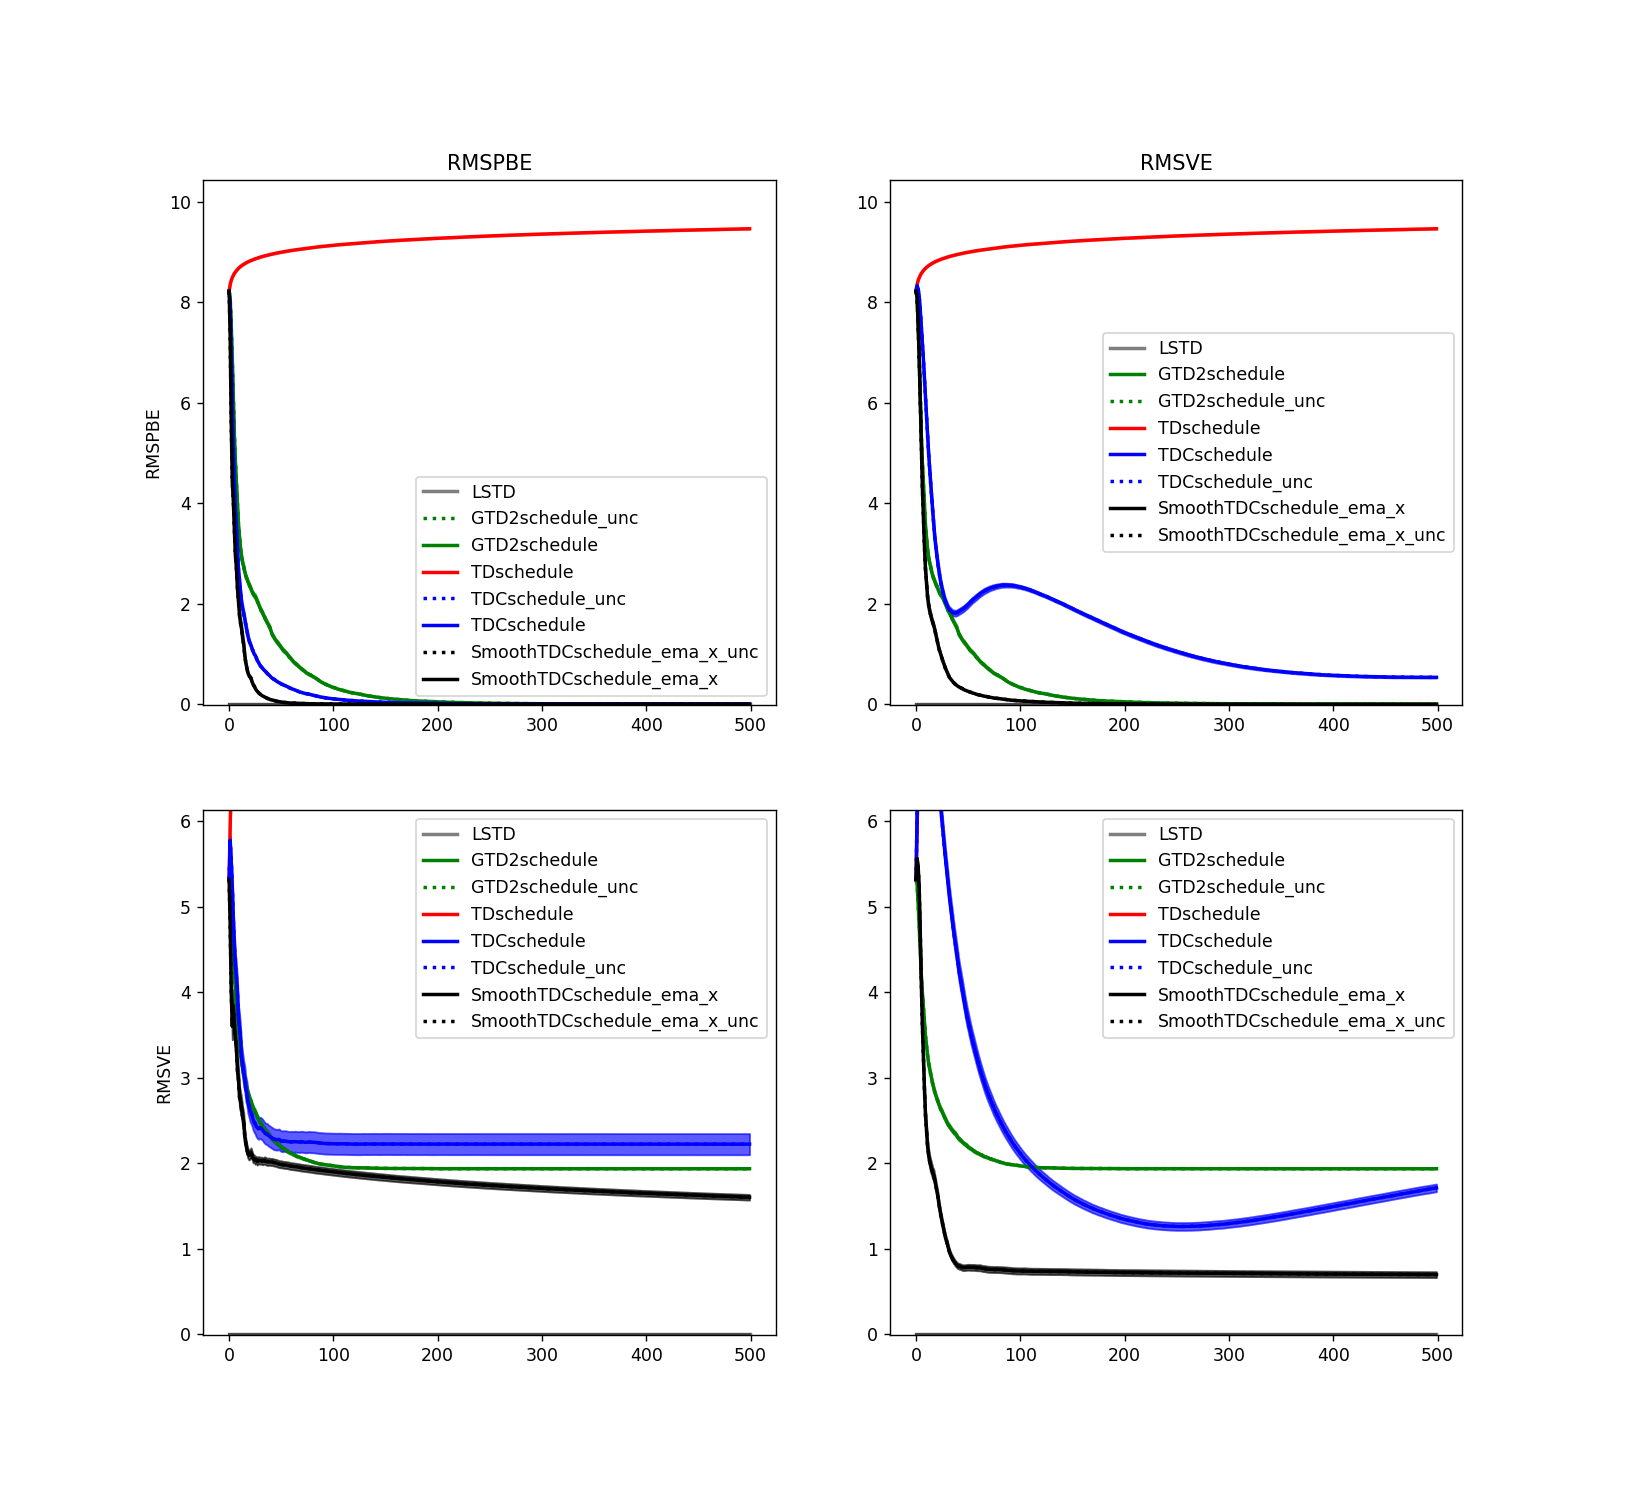 RMSPBE
RMSPBE
10
8
6
4
2
0
0 100 200 300 400 500
LSTD
GTD2schedule_unc
GTD2schedule
TDschedule
TDCschedule_unc
TDCschedule
SmoothTDCschedule_ema_x_unc
SmoothTDCschedule_ema_x
RMSVE
10
8
6
4
2
0
0 100 200 300 400 500
LSTD
GTD2schedule
GTD2schedule_unc
TDschedule
TDCschedule
TDCschedule_unc
SmoothTDCschedule_ema_x
SmoothTDCschedule_ema_x_unc
RMSVE
6
5
4
3
2
1
0
0 100 200 300 400 500
LSTD
GTD2schedule
GTD2schedule_unc
TDschedule
TDCschedule
TDCschedule_unc
SmoothTDCschedule_ema_x
SmoothTDCschedule_ema_x_unc
6
5
4
3
2
1
0
0 100 200 300 400 500
LSTD
GTD2schedule
GTD2schedule_unc
TDschedule
TDCschedule
TDCschedule_unc
SmoothTDCschedule_ema_x
SmoothTDCschedule_ema_x_unc